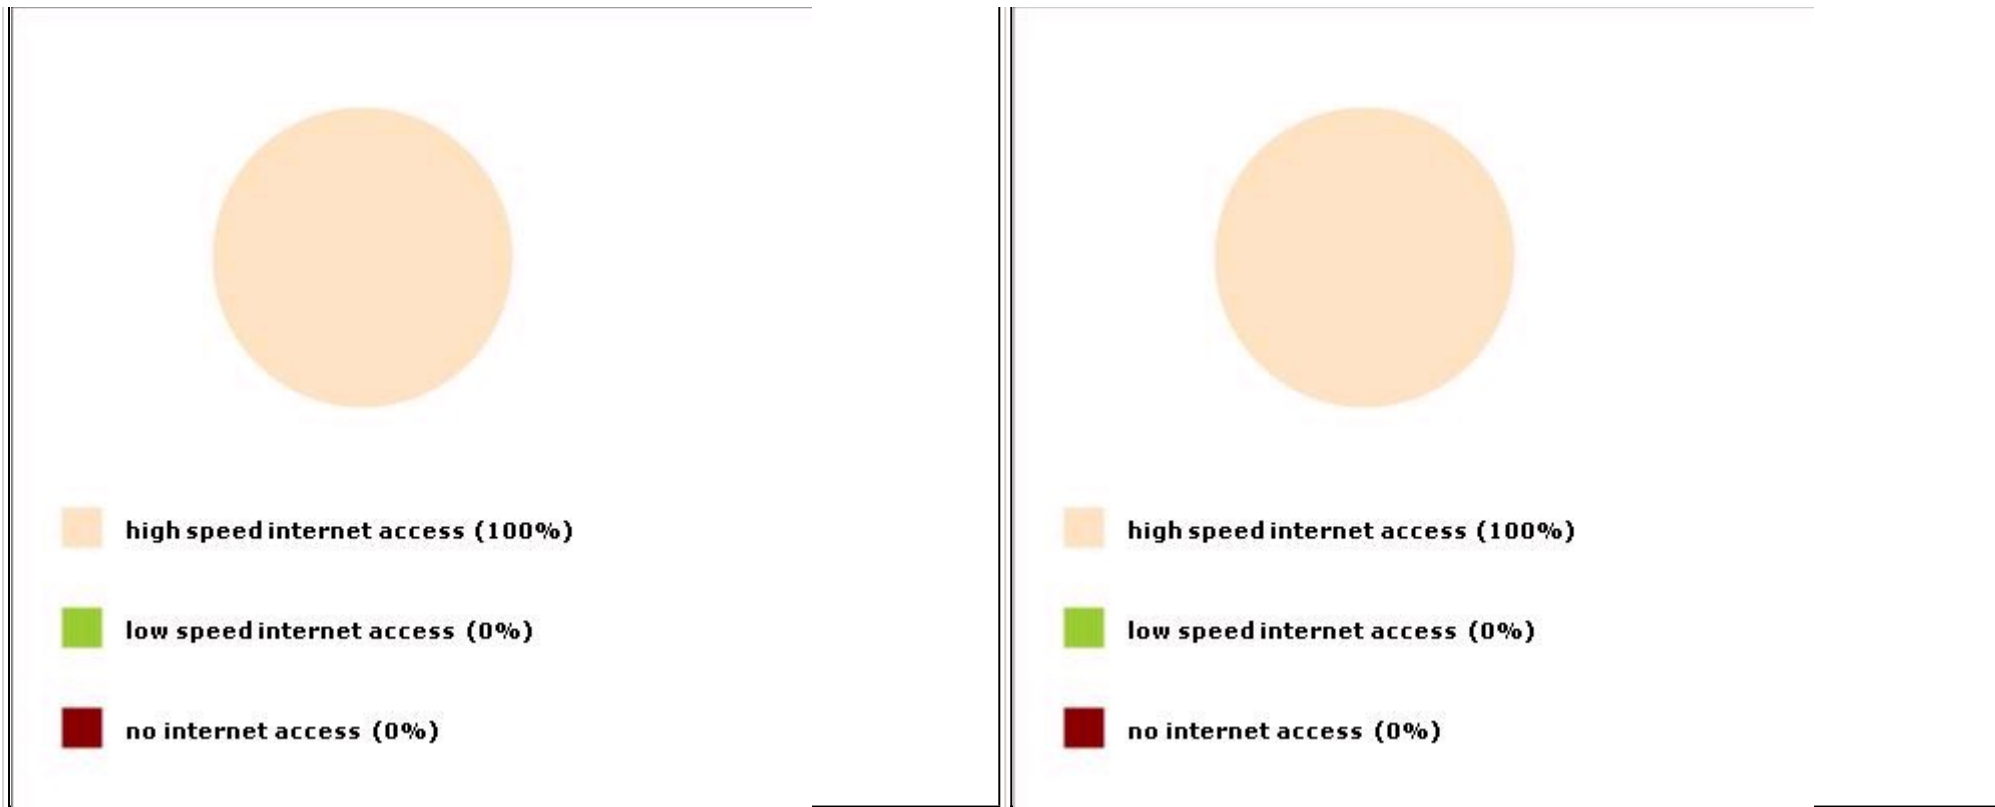 high speed internet access (100%)
low speed internet access (0%)
no internet access (0%)
high speed internet access (100%)
low speed internet access (0%)
no internet access (0%)